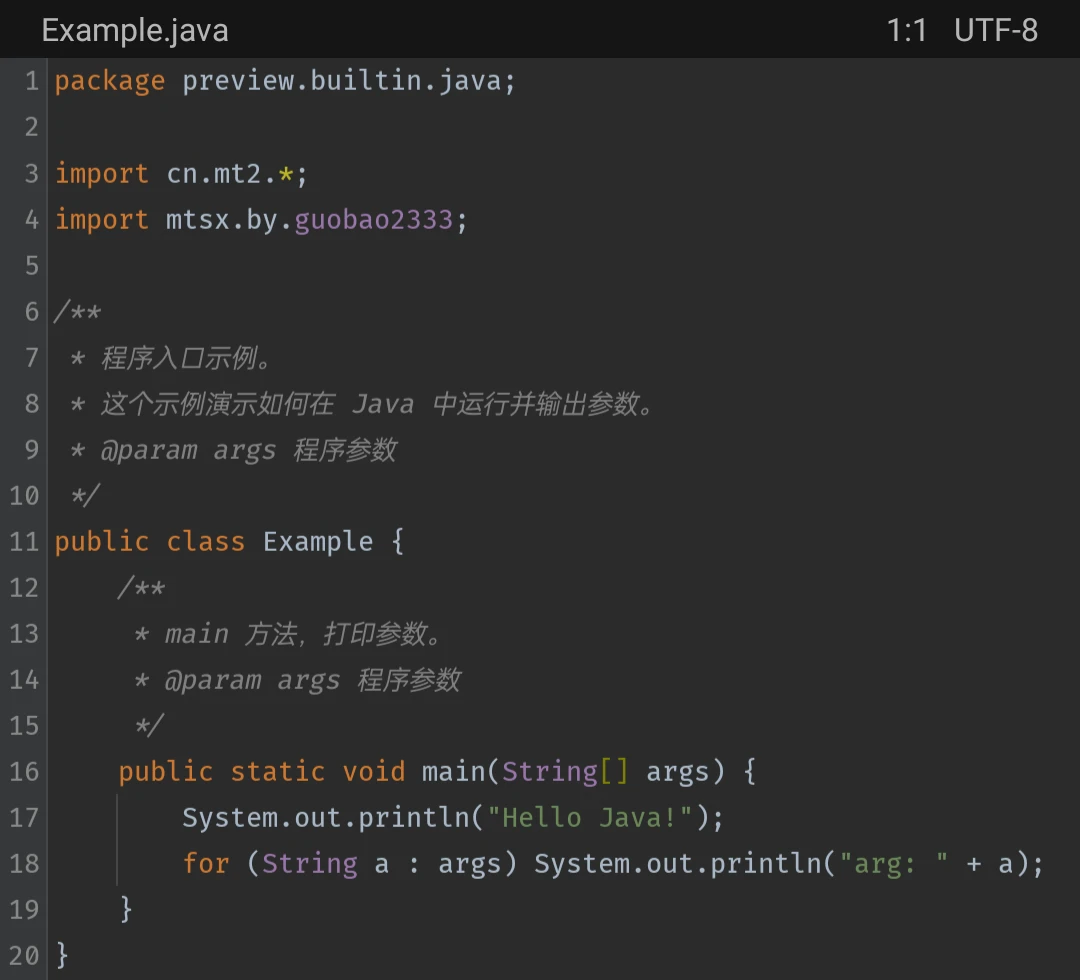 Example.java 1:1 UTF-8
1 package preview.builtin.java;
2
3 import cn.mt2.*;
4 import mtsx.by.guobao2333;
5
6 /**
7  * 程序入口示例。
8  * 这个示例演示如何在 Java 中运行并输出参数。
9  * @param args 程序参数
10  */
11 public class Example {
12     /**
13      * main 方法，打印参数。
14      * @param args 程序参数
15      */
16     public static void main(String[] args) {
17         System.out.println("Hello Java!");
18         for (String a : args) System.out.println("arg: " + a);
19     }
20 }